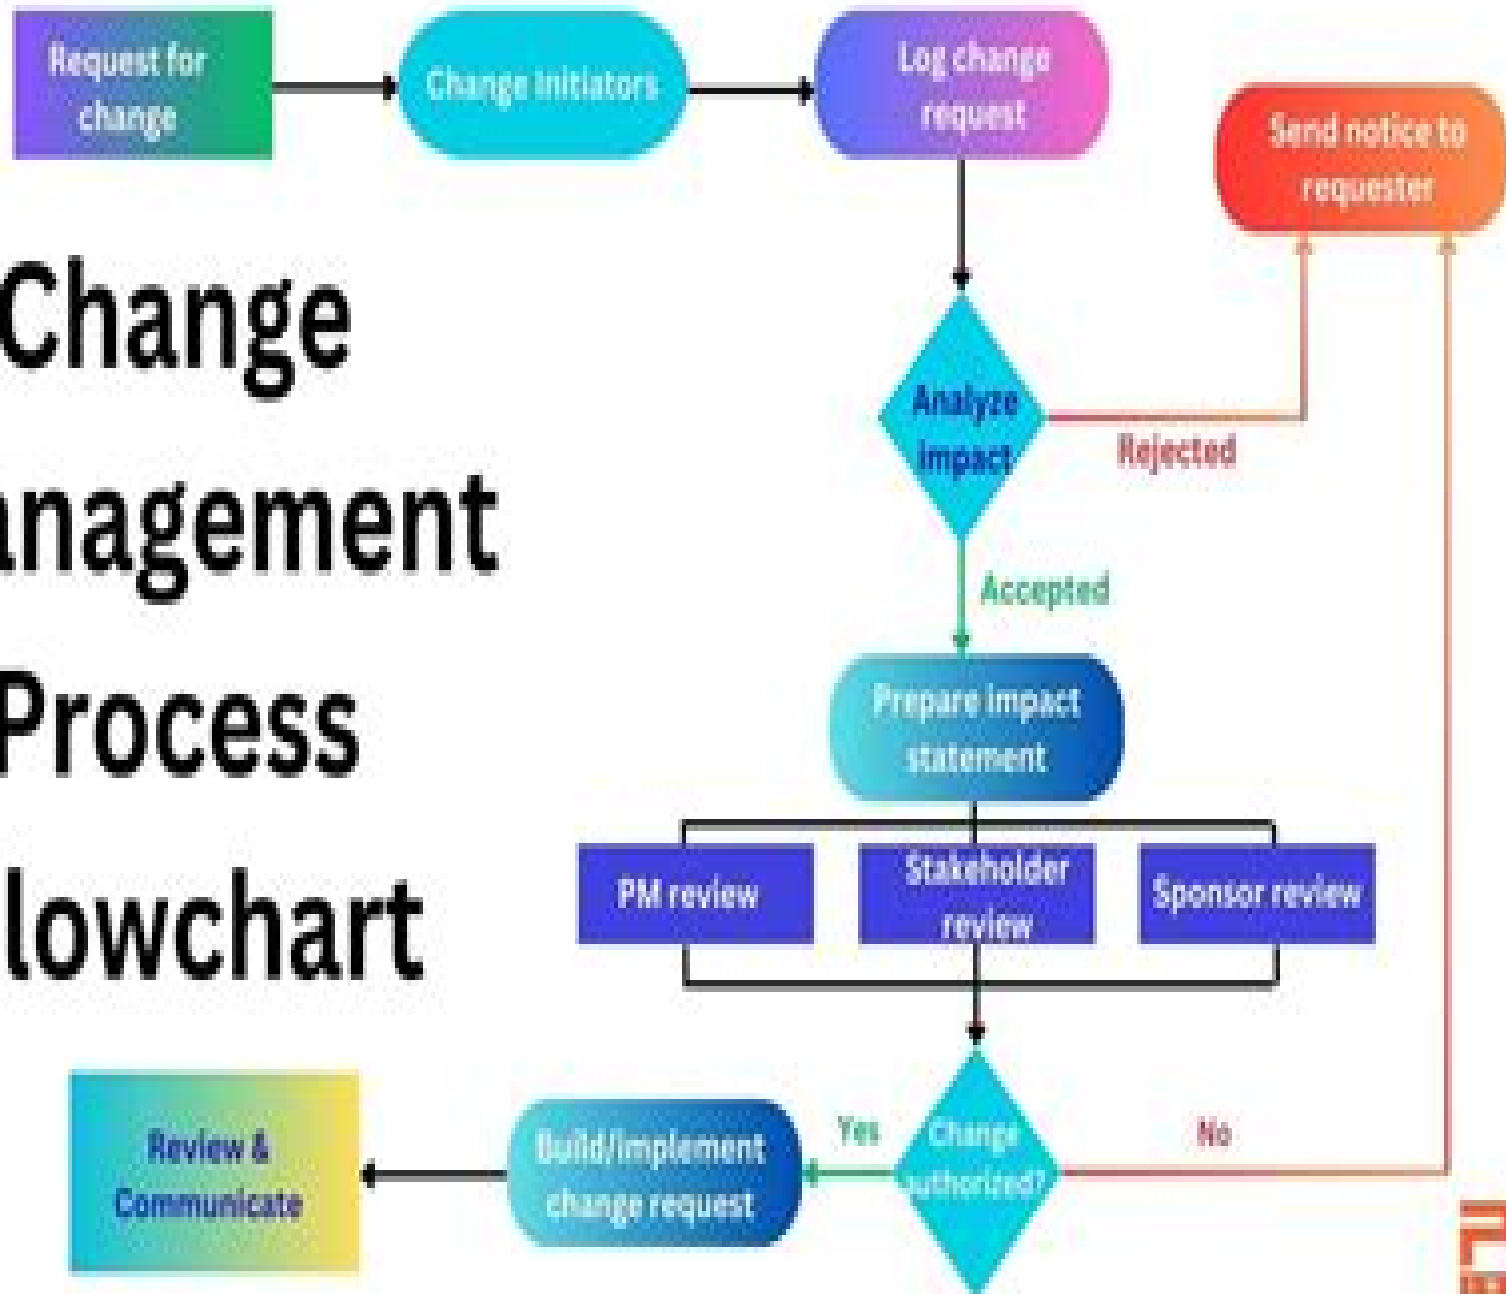 Request for
change
Change Initiators
Log change
request
Send notice to
requester
Change
anagement
Process
lowchart
Analyze
impact
Rejected
Accepted
Prepare impact
statement
PM review
Stakeholder
review
Sponsor review
Change
uthorized?
Yes
No
Build/implement
change request
Review &
Communicate